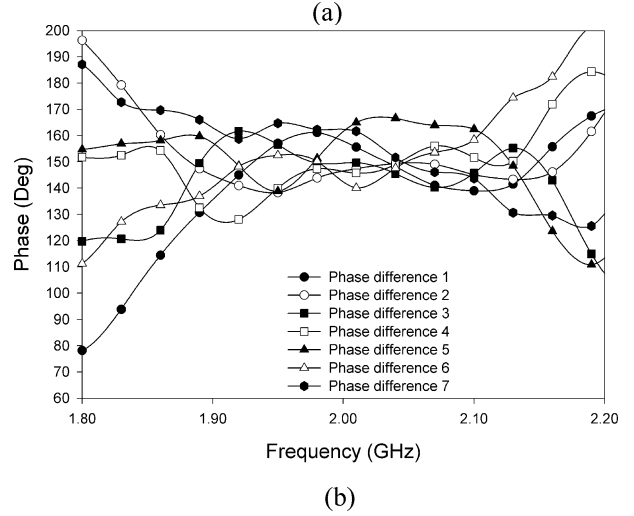 (a)
200
190
180
170
160
150
140
130
120
110
100
90
80
70
60
Phase (Deg)
Phase difference 1
Phase difference 2
Phase difference 3
Phase difference 4
Phase difference 5
Phase difference 6
Phase difference 7
1.80 1.90 2.00 2.10 2.20
Frequency (GHz)
(b)